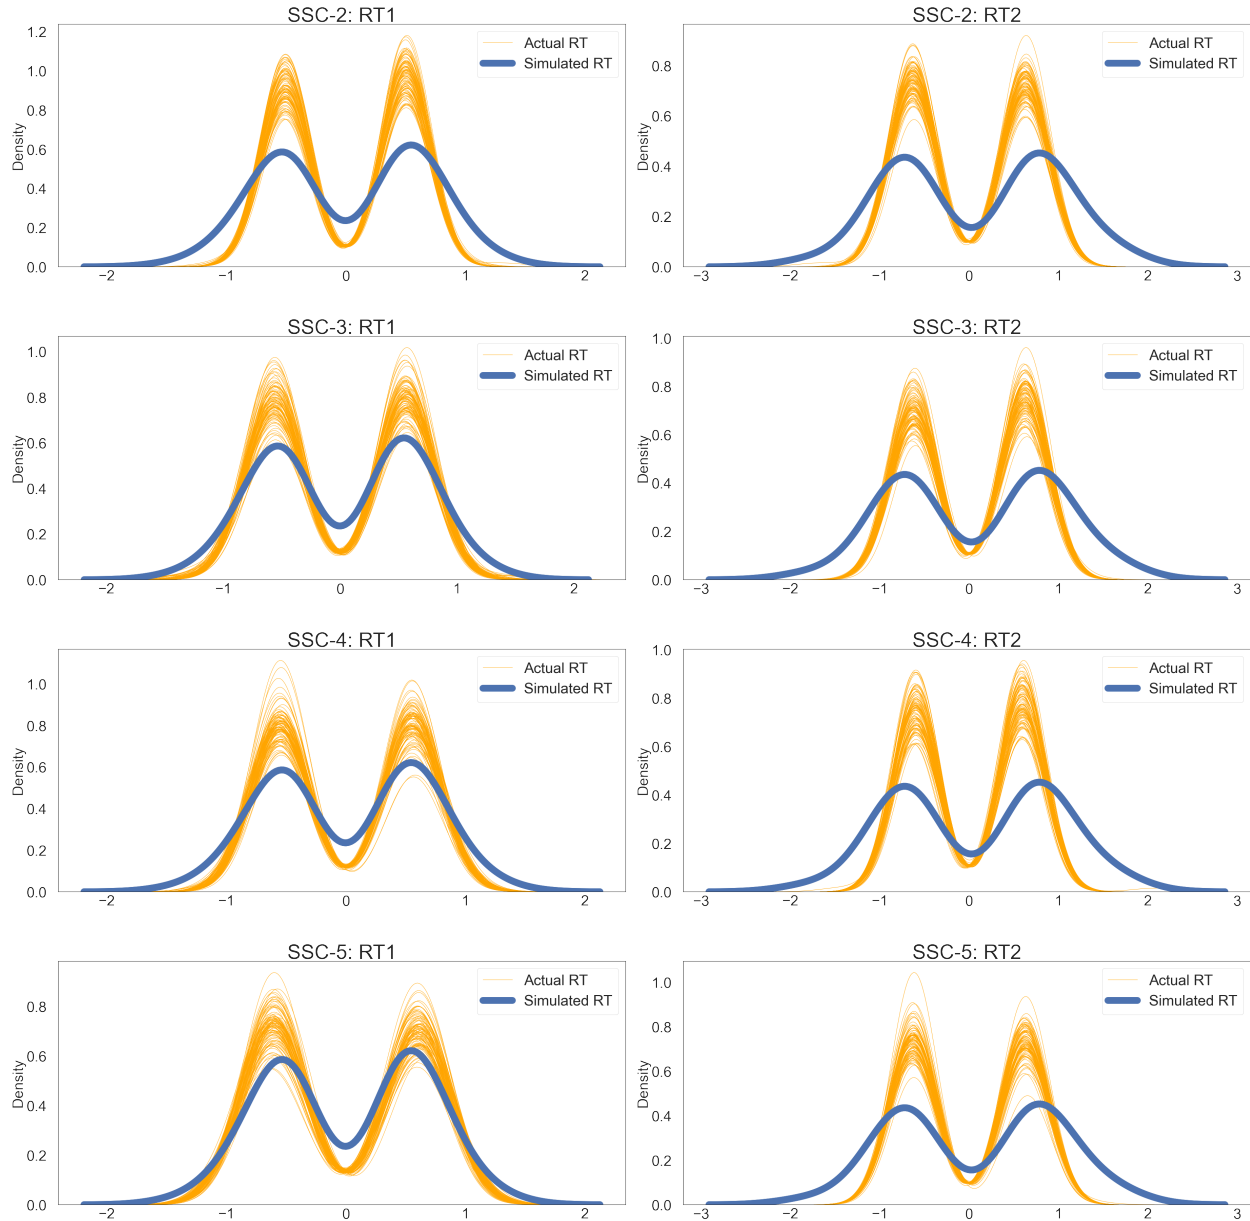 SSC-2: RT1
1.2
1.0
0.8
0.6
0.4
0.2
0.0
Density
Actual RT
Simulated RT
−2 −1 0 1 2
SSC-2: RT2
0.8
0.6
0.4
0.2
0.0
Density
Actual RT
Simulated RT
−3 −2 −1 0 1 2 3
SSC-3: RT1
1.0
0.8
0.6
0.4
0.2
0.0
Density
Actual RT
Simulated RT
−2 −1 0 1 2
SSC-3: RT2
1.0
0.8
0.6
0.4
0.2
0.0
Density
Actual RT
Simulated RT
−3 −2 −1 0 1 2 3
SSC-4: RT1
1.0
0.8
0.6
0.4
0.2
0.0
Density
Actual RT
Simulated RT
−2 −1 0 1 2
SSC-4: RT2
1.0
0.8
0.6
0.4
0.2
0.0
Density
Actual RT
Simulated RT
−3 −2 −1 0 1 2 3
SSC-5: RT1
0.8
0.6
0.4
0.2
0.0
Density
Actual RT
Simulated RT
−2 −1 0 1 2
SSC-5: RT2
1.0
0.8
0.6
0.4
0.2
0.0
Density
Actual RT
Simulated RT
−3 −2 −1 0 1 2 3